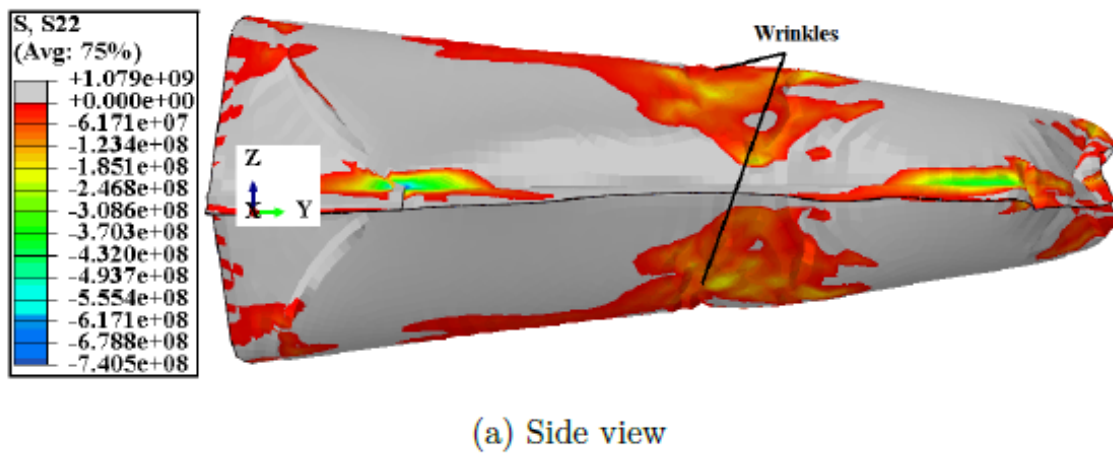 S, S22
(Avg: 75%)
+1.079e+09
+0.000e+00
-6.171e+07
-1.234e+08
-1.851e+08
-2.468e+08
-3.086e+08
-3.703e+08
-4.320e+08
-4.937e+08
-5.554e+08
-6.171e+08
-6.788e+08
-7.405e+08
Wrinkles
Z
X Y
(a) Side view